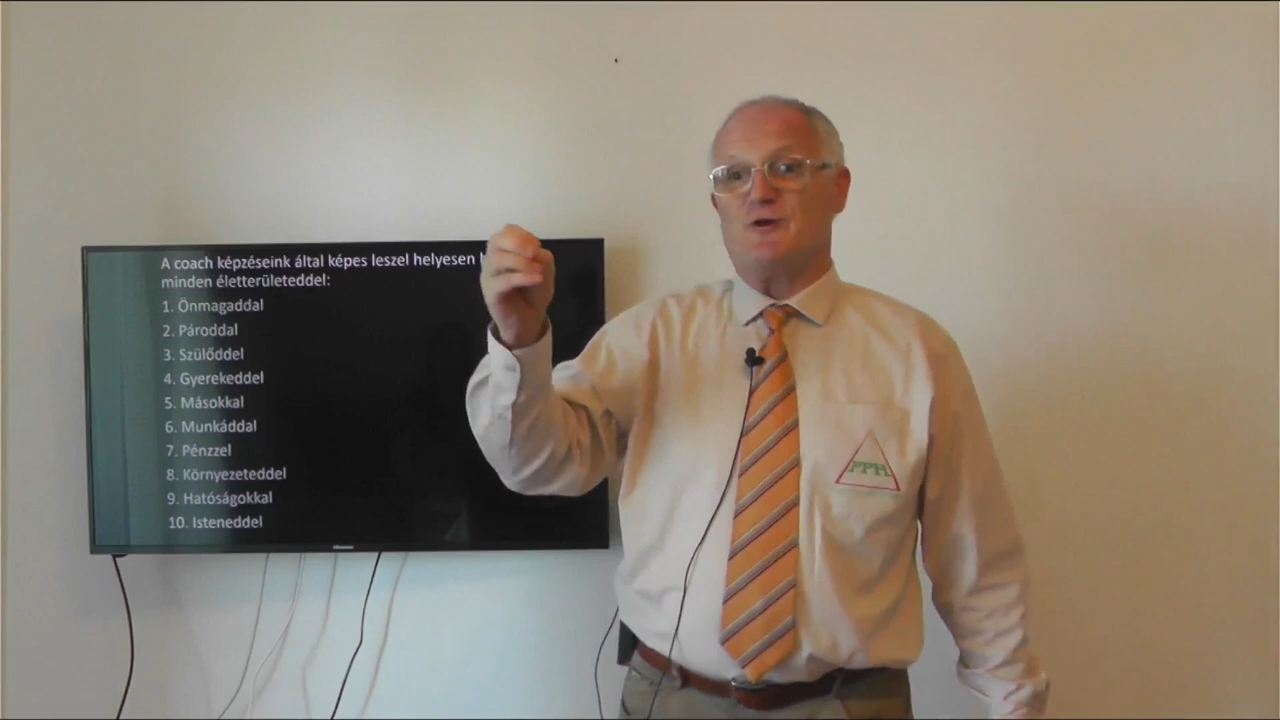 A coach képzéseink által képes leszel helyesen
minden életterületeddel:
1. Önmagaddal
2. Pároddal
3. Szülőddel
4. Gyerekeddel
5. Másokkal
6. Munkáddal
7. Pénzzel
8. Környezeteddel
9. Hatóságokkal
10. Isteneddel
PPH